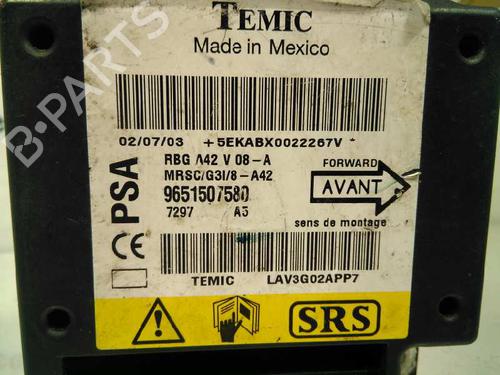 TEMIC
Made in Mexico
02/07/03 +5EKABX0022267V *
RBG A42 V 08-A
MRSC/G3I/8-A42
9651507580
7297 A5
PSA
CE
FORWARD
AVANT
sens de montage
TEMIC LAV3G02APP7
SRS
B-PARTS